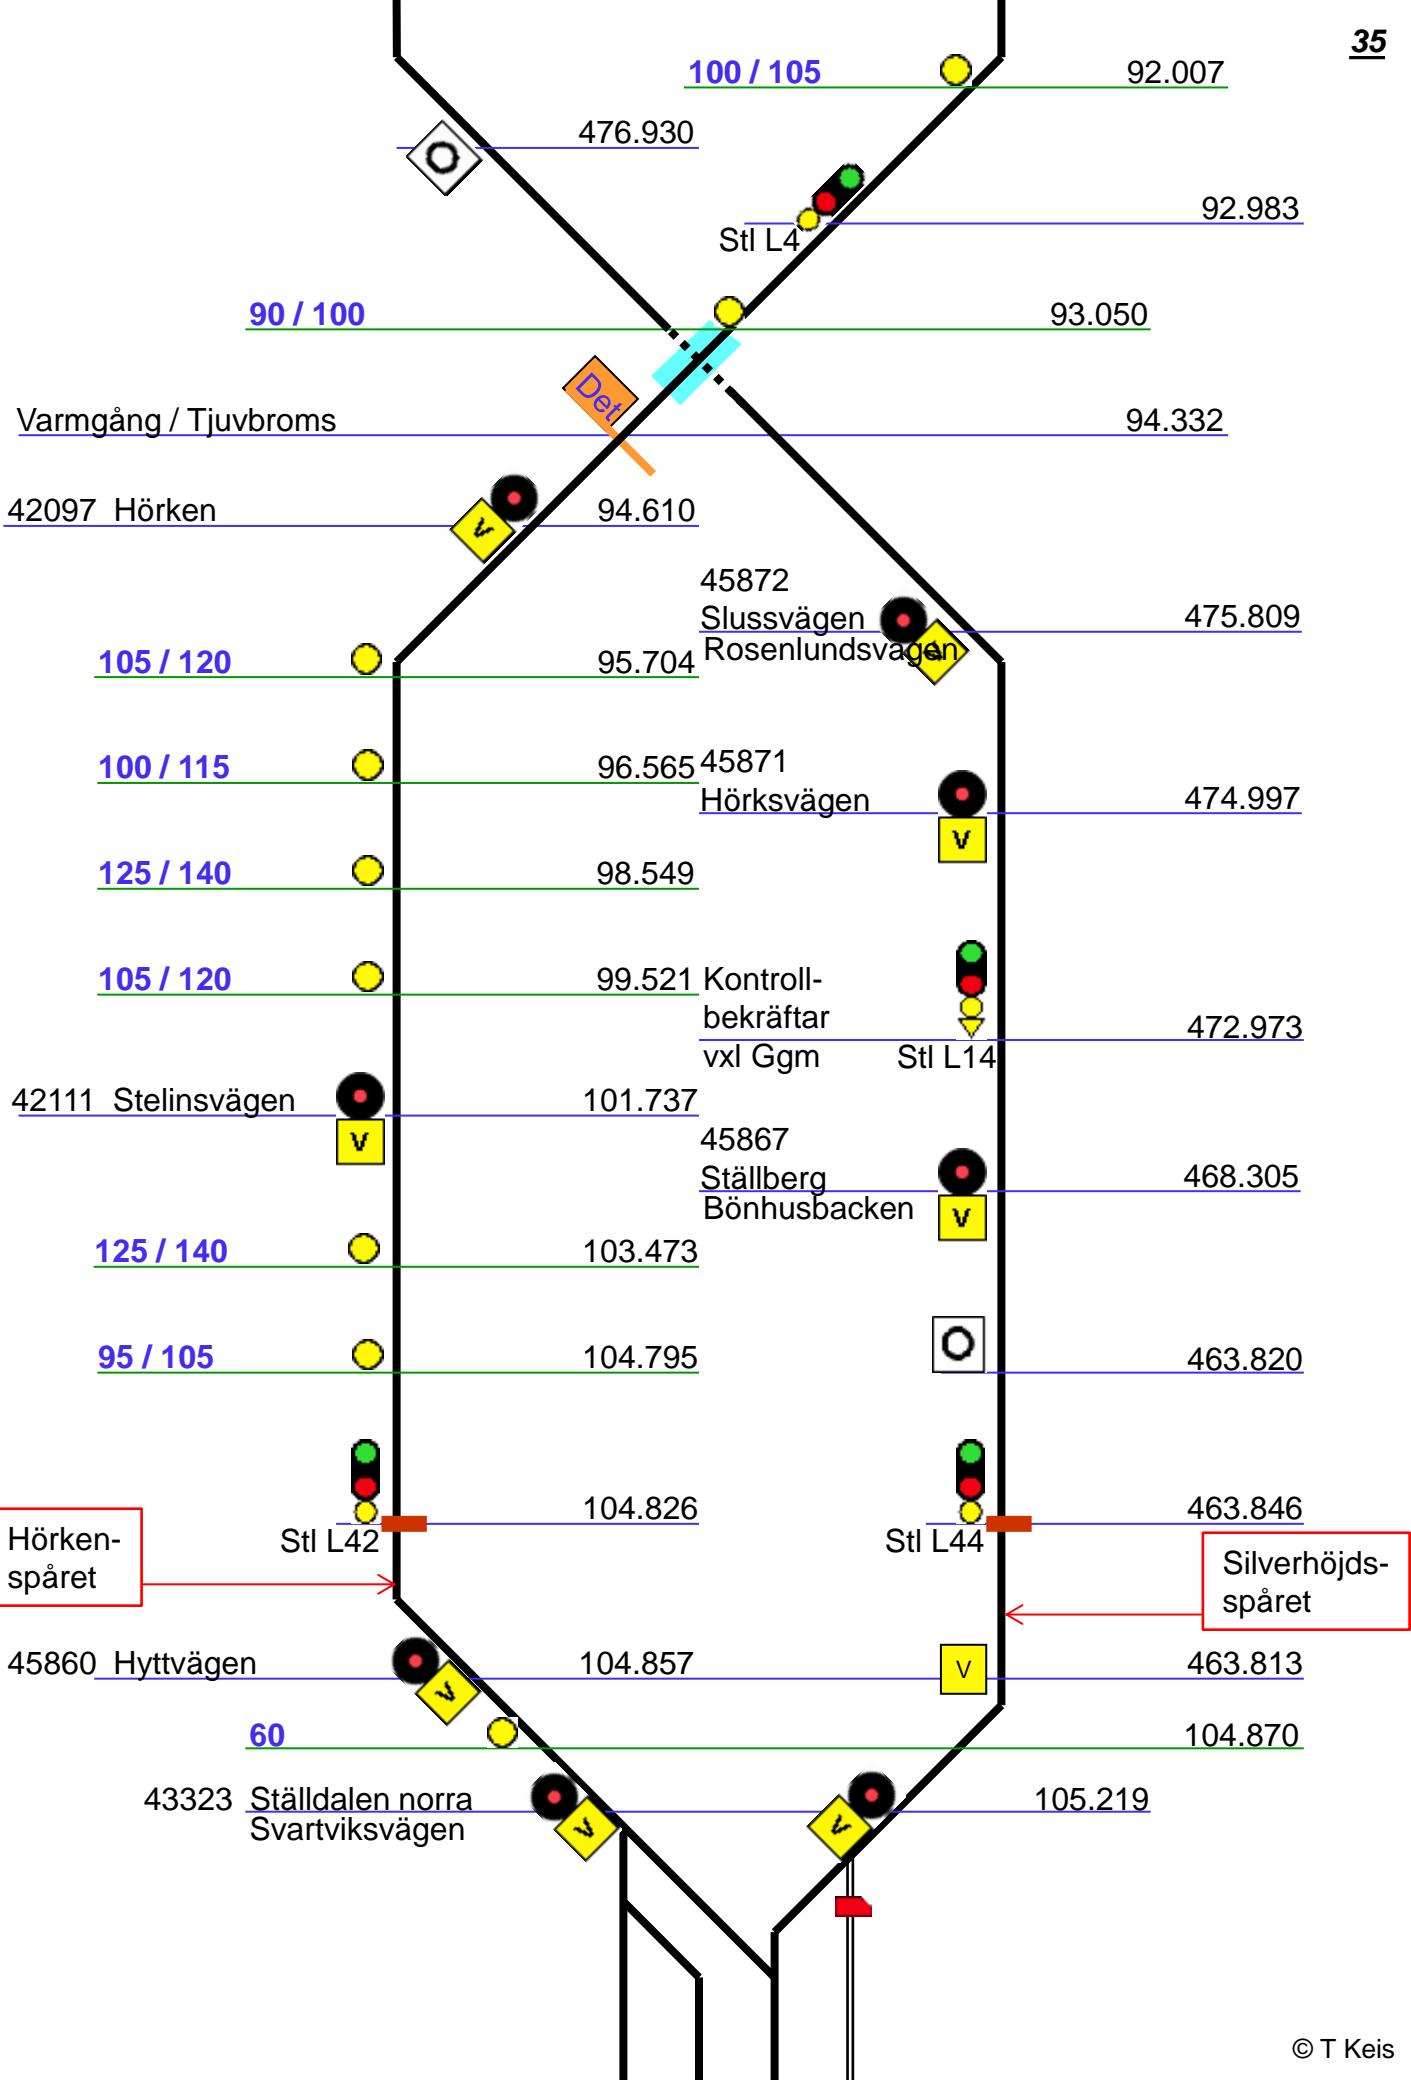 35
100 / 105 92.007
476.930
92.983
Stl L4
90 / 100 93.050
Det
Varmgång / Tjuvbroms 94.332
42097 Hörken 94.610
V
45872
Slussvägen 475.809
Rosenlundsvägen
105 / 120 95.704
45871
100 / 115 96.565
Hörksvägen 474.997
V
125 / 140 98.549
105 / 120 99.521
Kontroll-
bekräftar
472.973
vxl Ggm Stl L14
42111 Stelinsvägen 101.737
V
45867
Ställberg 468.305
Bönhusbacken
V
125 / 140 103.473
95 / 105 104.795
463.820
104.826 463.846
Stl L42 Stl L44
Hörken-
spåret
Silverhöjds-
spåret
45860 Hyttvägen 104.857 V 463.813
V
60 104.870
43323 Ställdalen norra 105.219
Svartviksvägen
V V
© T Keis